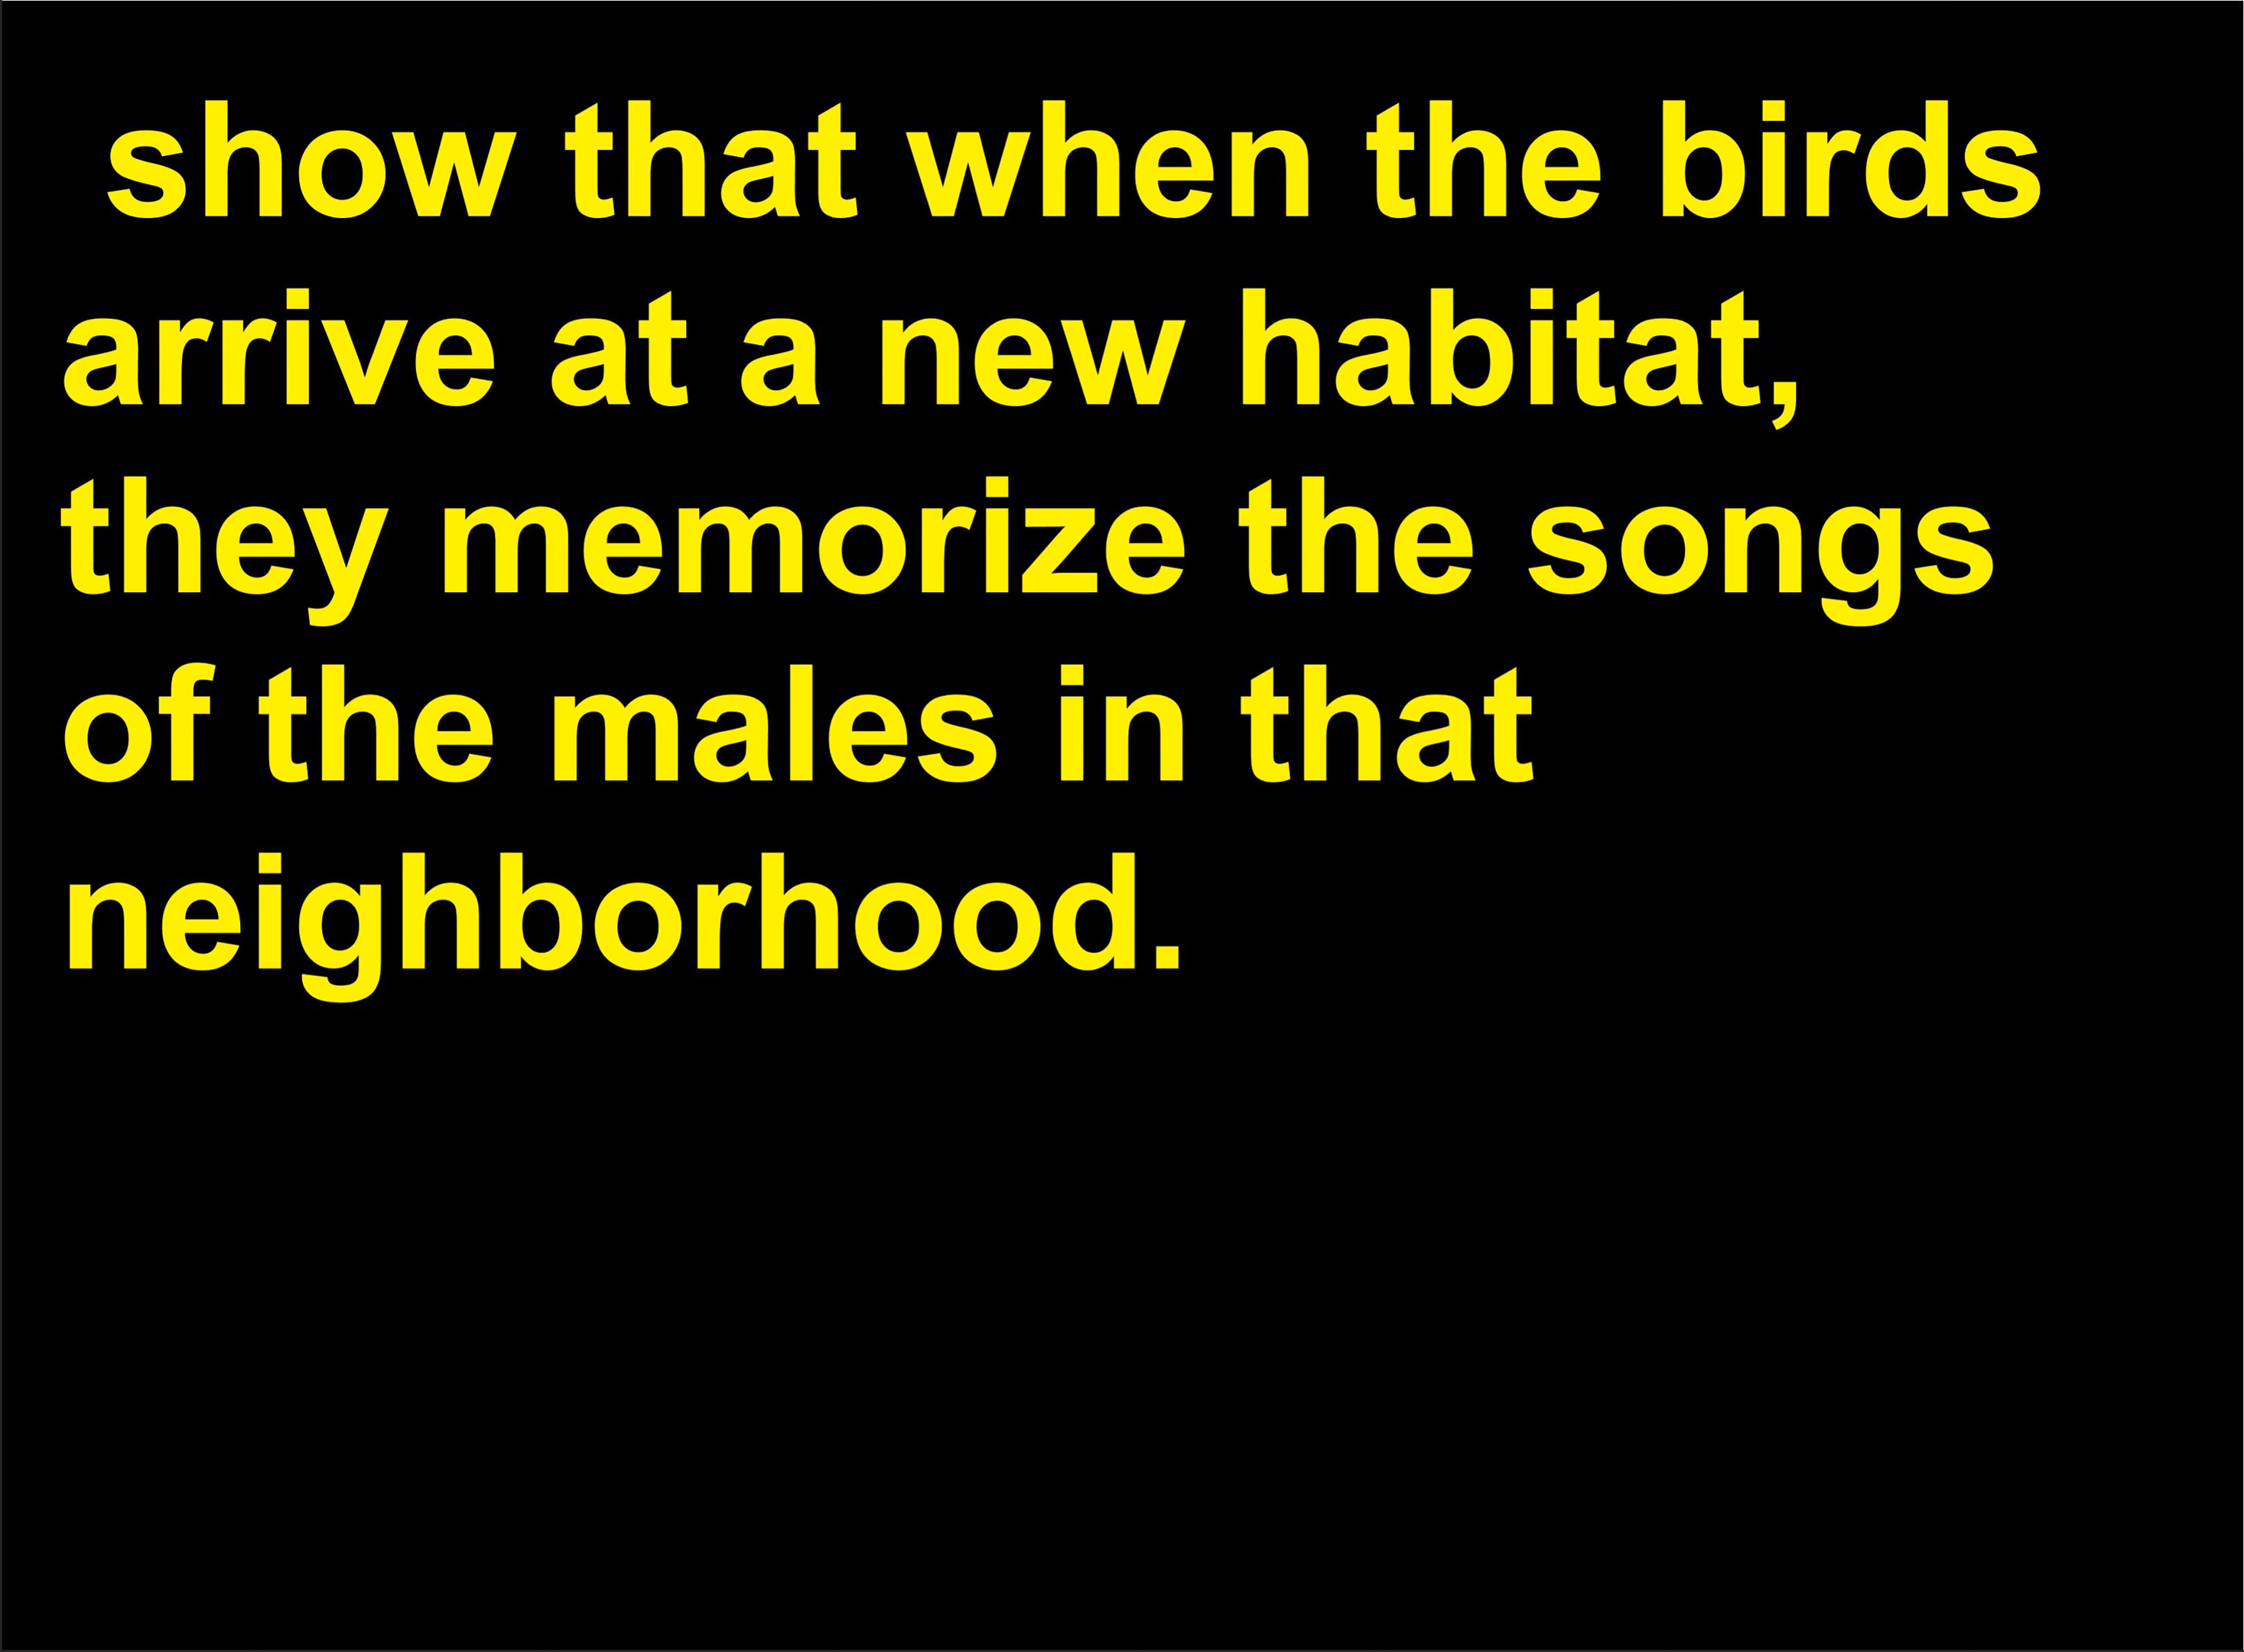 show that when the birds
arrive at a new habitat,
they memorize the songs
of the males in that
neighborhood.